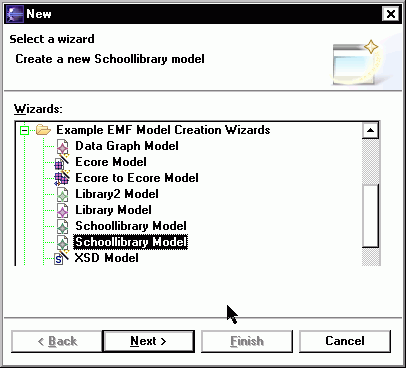 New
Select a wizard
Create a new Schoollibrary model
Wizards:
Example EMF Model Creation Wizards
Data Graph Model
Ecore Model
Ecore to Ecore Model
Library2 Model
Library Model
Schoollibrary Model
Schoollibrary Model
XSD Model
< Back Next > Finish Cancel